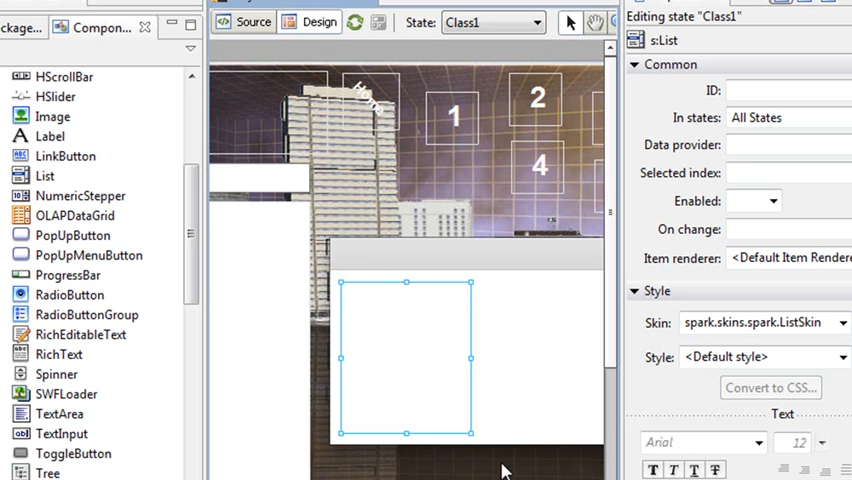 ackage...
Compon...
HScrollBar
HSlider
Image
Label
LinkButton
List
NumericStepper
OLAPDataGrid
PopUpButton
PopUpMenuButton
ProgressBar
RadioButton
RadioButtonGroup
RichEditableText
RichText
Spinner
SWFLoader
TextArea
TextInput
ToggleButton
Tree
Source Design State: Class1
Home
1
2
4
Editing state "Class1"
s:List
Common
ID:
In states: All States
Data provider:
Selected index:
Enabled:
On change:
Item renderer: <Default Item Rendere
Style
Skin: spark.skins.spark.ListSkin
Style: <Default style>
Convert to CSS...
Text
Arial 12
T T T T